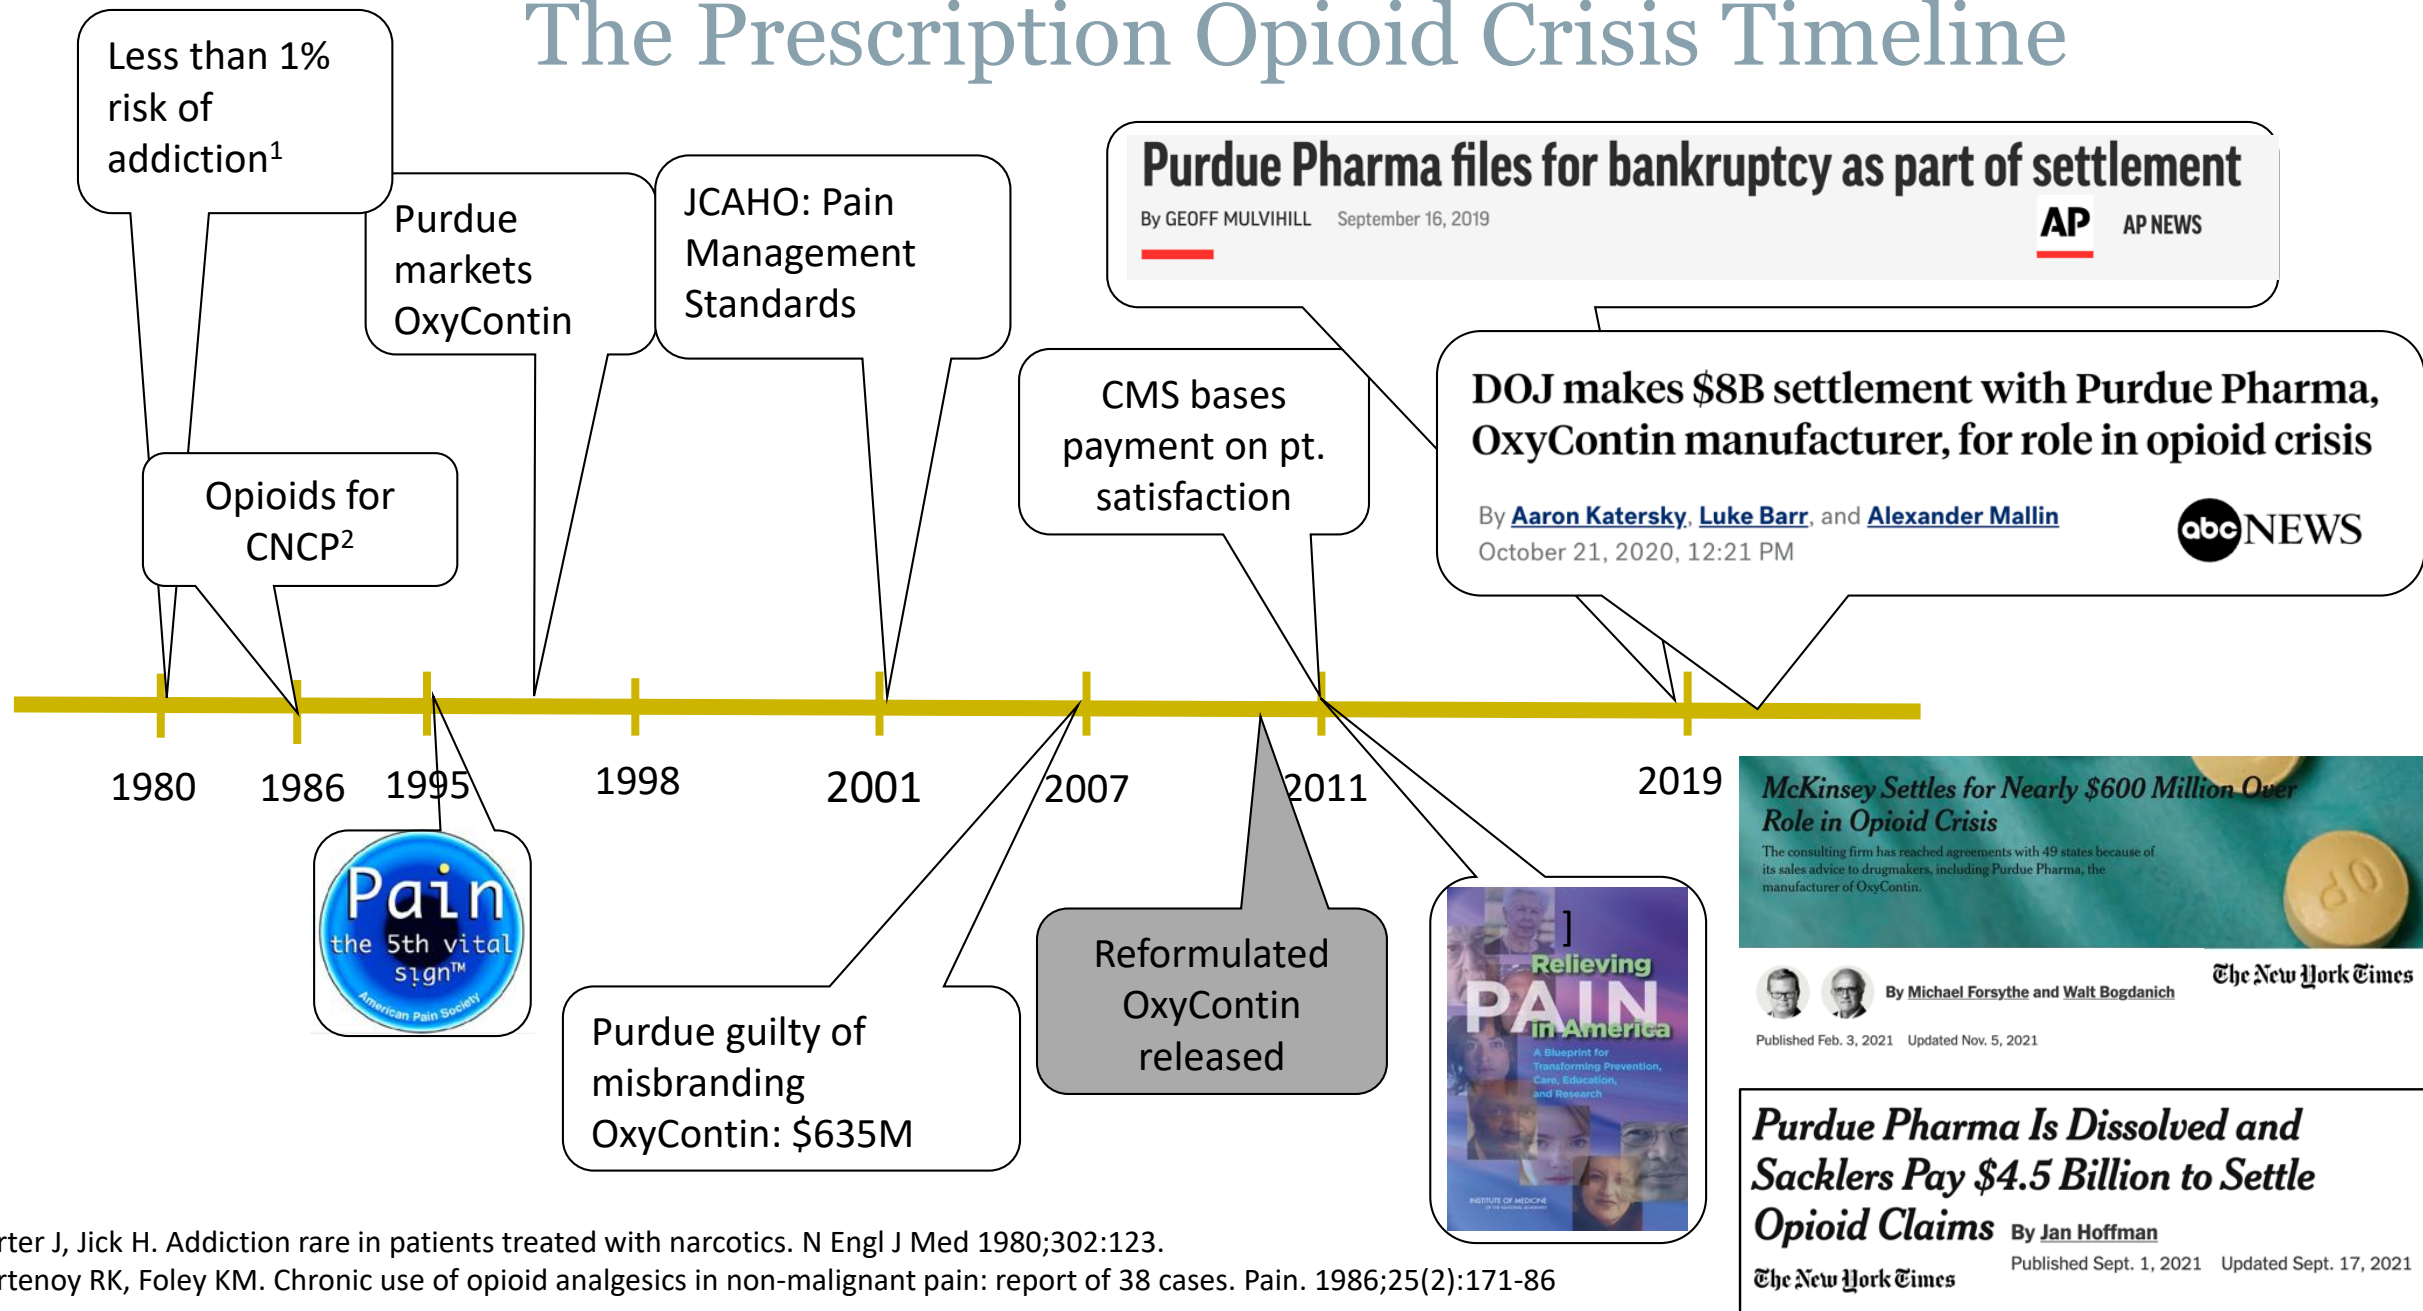 The Prescription Opioid Crisis Timeline
Less than 1%
risk of
addiction1
Purdue
markets
OxyContin
JCAHO: Pain
Management
Standards
Purdue Pharma files for bankruptcy as part of settlement
By GEOFF MULVIHILL September 16, 2019
AP AP NEWS
CMS bases
payment on pt.
satisfaction
DOJ makes $8B settlement with Purdue Pharma,
OxyContin manufacturer, for role in opioid crisis
By Aaron Katersky, Luke Barr, and Alexander Mallin
October 21, 2020, 12:21 PM
abc NEWS
Opioids for
CNCP2
1980 1986 1995 1998 2001 2007 2011 2019
Pain
the 5th vital
sign™
American Pain Society
Purdue guilty of
misbranding
OxyContin: $635M
Reformulated
OxyContin
released
]
Relieving
PAIN
in America
A Blueprint for
Transforming Prevention,
Care, Education,
and Research
INSTITUTE OF MEDICINE
OF THE NATIONAL ACADEMIES
McKinsey Settles for Nearly $600 Million Over
Role in Opioid Crisis
The consulting firm has reached agreements with 49 states because of
its sales advice to drugmakers, including Purdue Pharma, the
manufacturer of OxyContin.
OP
The New York Times
By Michael Forsythe and Walt Bogdanich
Published Feb. 3, 2021 Updated Nov. 5, 2021
Purdue Pharma Is Dissolved and
Sacklers Pay $4.5 Billion to Settle
Opioid Claims By Jan Hoffman
Published Sept. 1, 2021 Updated Sept. 17, 2021
The New York Times
rter J, Jick H. Addiction rare in patients treated with narcotics. N Engl J Med 1980;302:123.
rtenoy RK, Foley KM. Chronic use of opioid analgesics in non-malignant pain: report of 38 cases. Pain. 1986;25(2):171-86